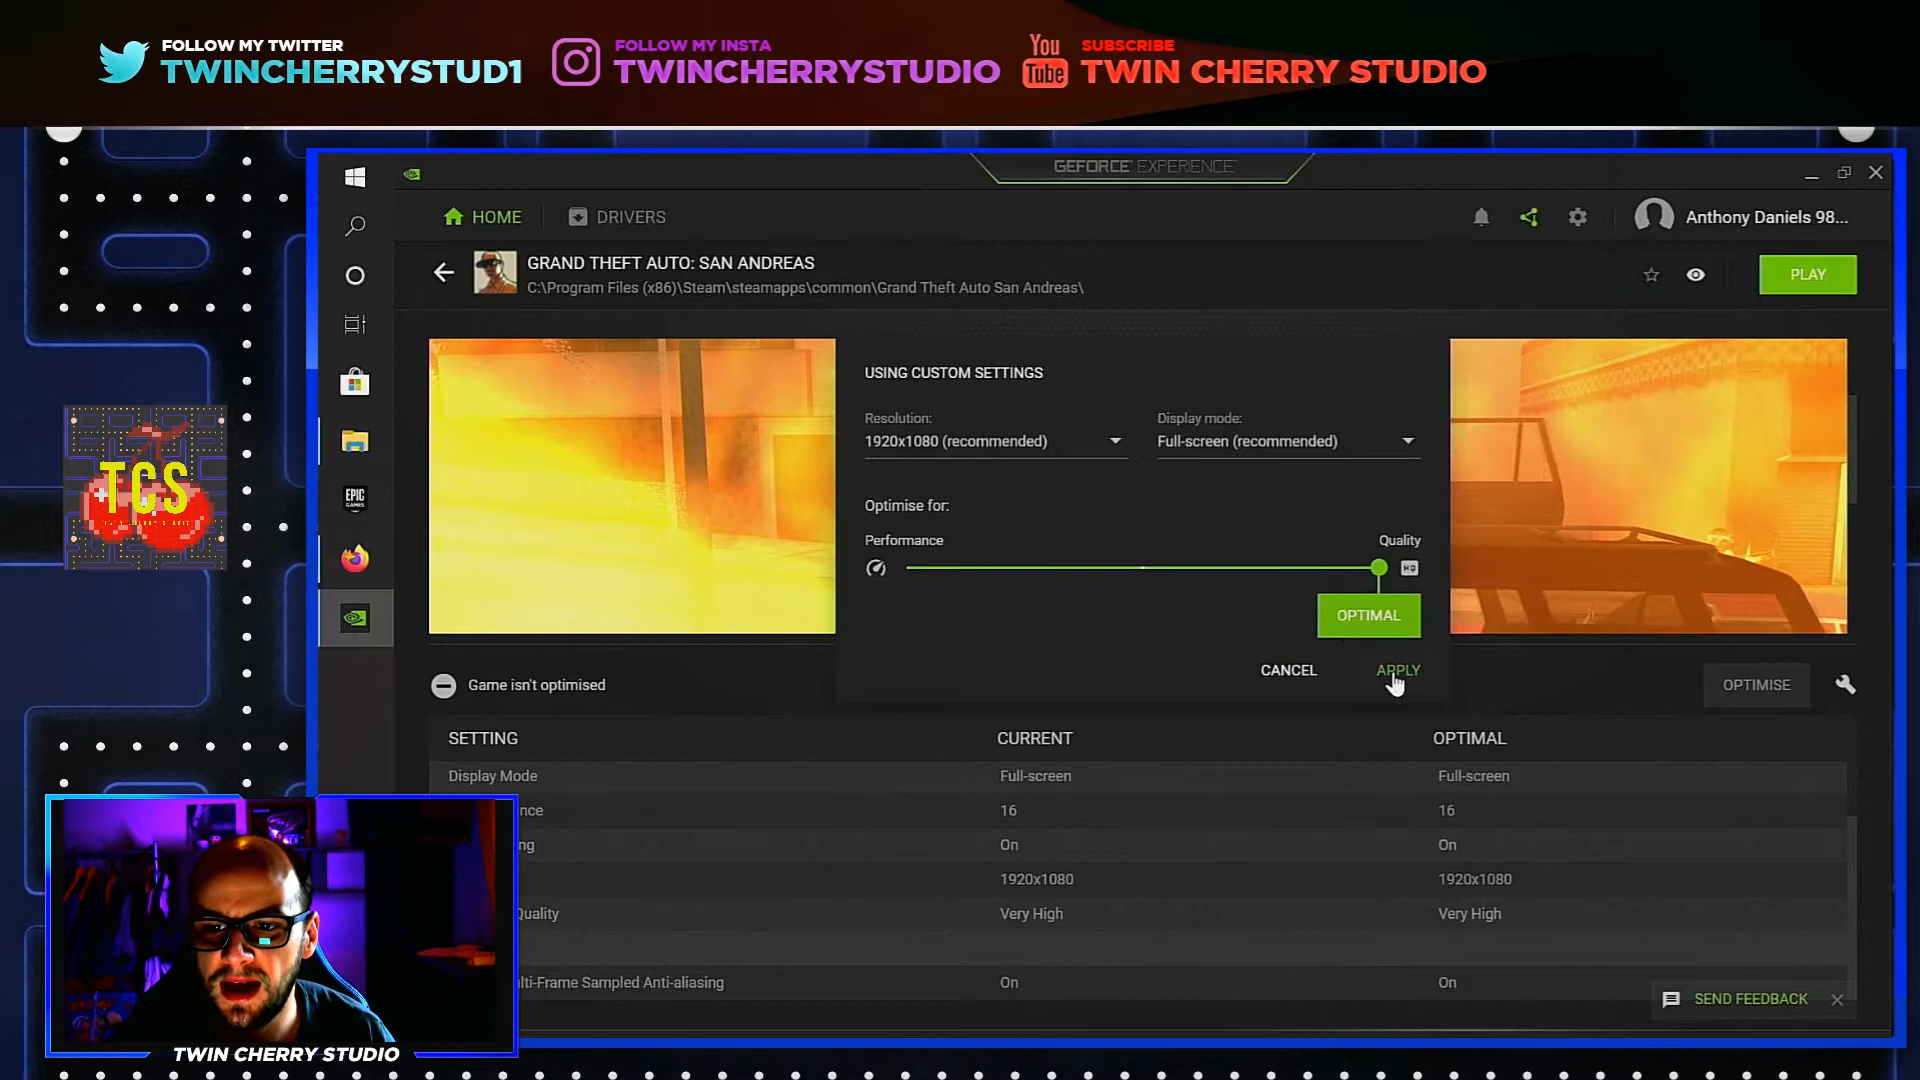 FOLLOW MY TWITTER
TWINCHERRYSTUD1
FOLLOW MY INSTA
TWINCHERRYSTUDIO
You
Tube
SUBSCRIBE
TWIN CHERRY STUDIO
GEFORCE EXPERIENCE
HOME
DRIVERS
Anthony Daniels 98...
GRAND THEFT AUTO: SAN ANDREAS
C:\Program Files (x86)\Steam\steamapps\common\Grand Theft Auto San Andreas\
PLAY
USING CUSTOM SETTINGS
Resolution:
Display mode:
1920x1080 (recommended)
Full-screen (recommended)
Optimise for:
Performance
Quality
HQ
OPTIMAL
CANCEL
APPLY
EPIC
GAMES
TCS
Game isn't optimised
OPTIMISE
SETTING CURRENT OPTIMAL
Display Mode Full-screen Full-screen
nce 16 16
ng On On
1920x1080 1920x1080
Quality Very High Very High
lti-Frame Sampled Anti-aliasing On On
SEND FEEDBACK
TWIN CHERRY STUDIO